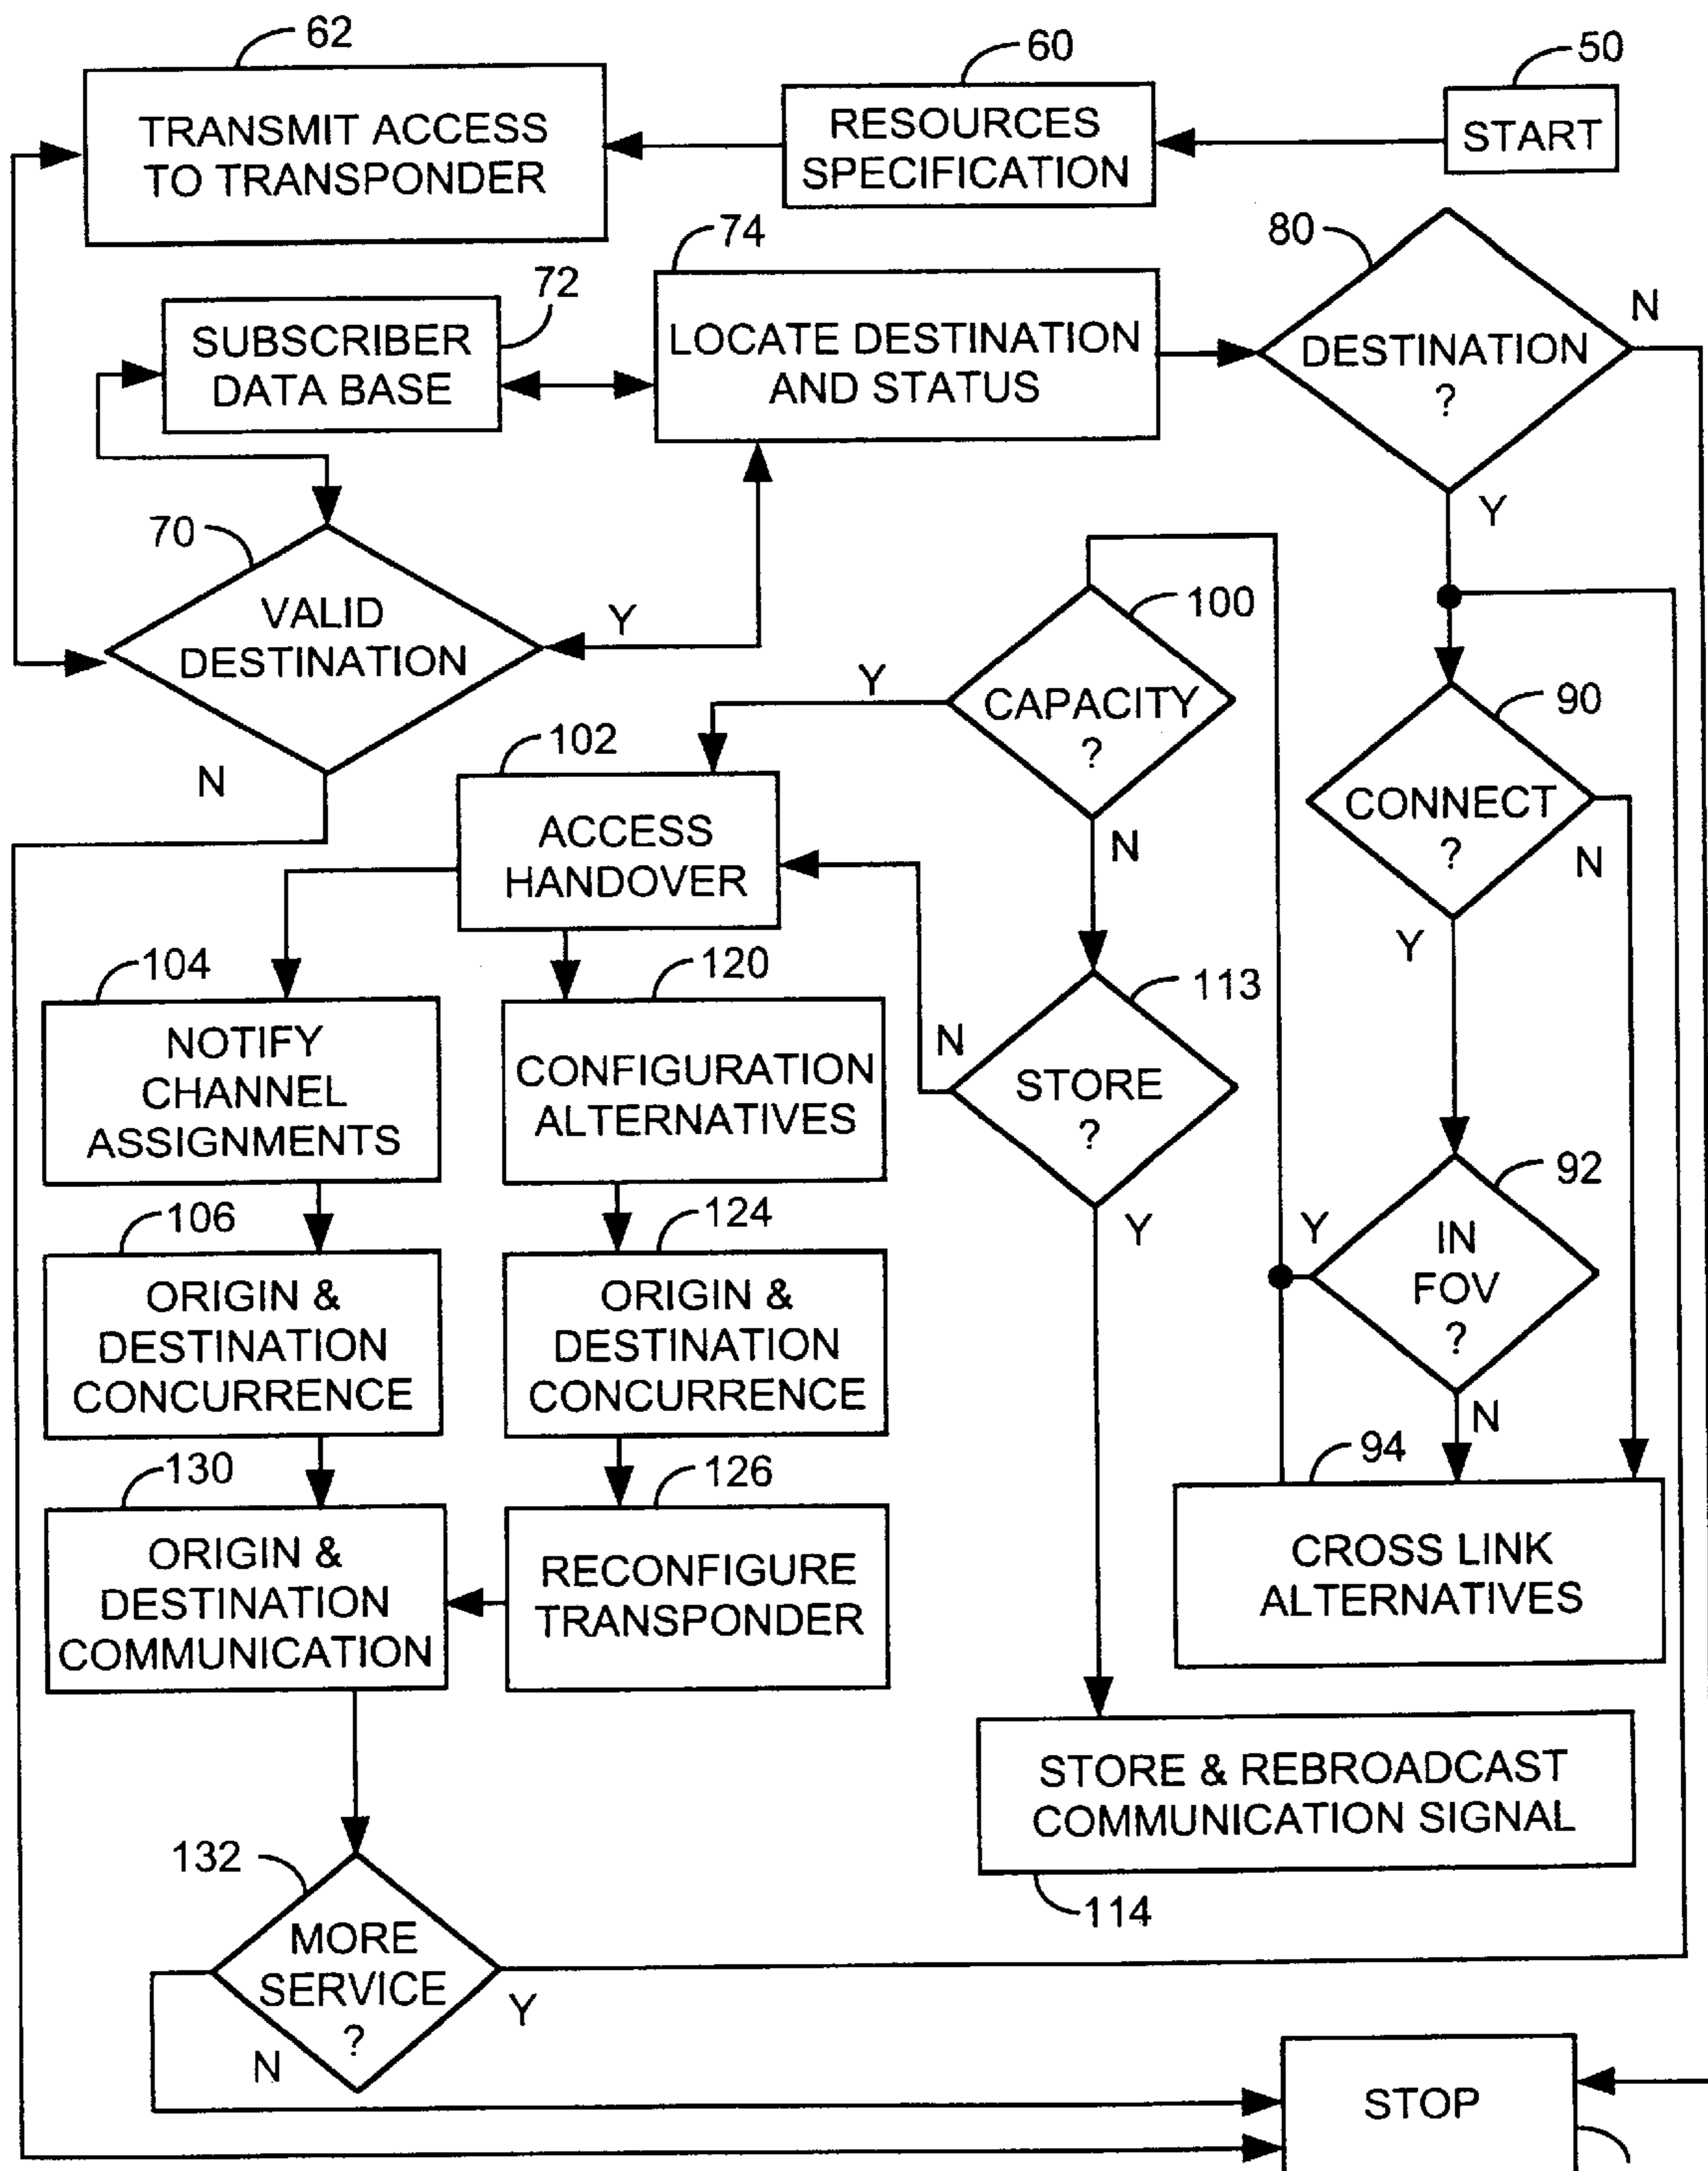 62
60
50
TRANSMIT ACCESS
TO TRANSPONDER
RESOURCES
SPECIFICATION
START
72
74
80
SUBSCRIBER
DATA BASE
LOCATE DESTINATION
AND STATUS
DESTINATION
?
N
Y
70
VALID
DESTINATION
Y
N
100
CAPACITY
?
Y
N
90
CONNECT
?
N
Y
102
ACCESS
HANDOVER
104
NOTIFY
CHANNEL
ASSIGNMENTS
120
CONFIGURATION
ALTERNATIVES
113
STORE
?
N
Y
92
IN
FOV
?
Y
N
106
ORIGIN &
DESTINATION
CONCURRENCE
124
ORIGIN &
DESTINATION
CONCURRENCE
94
CROSS LINK
ALTERNATIVES
130
ORIGIN &
DESTINATION
COMMUNICATION
126
RECONFIGURE
TRANSPONDER
STORE & REBROADCAST
COMMUNICATION SIGNAL
114
132
MORE
SERVICE
?
Y
N
STOP